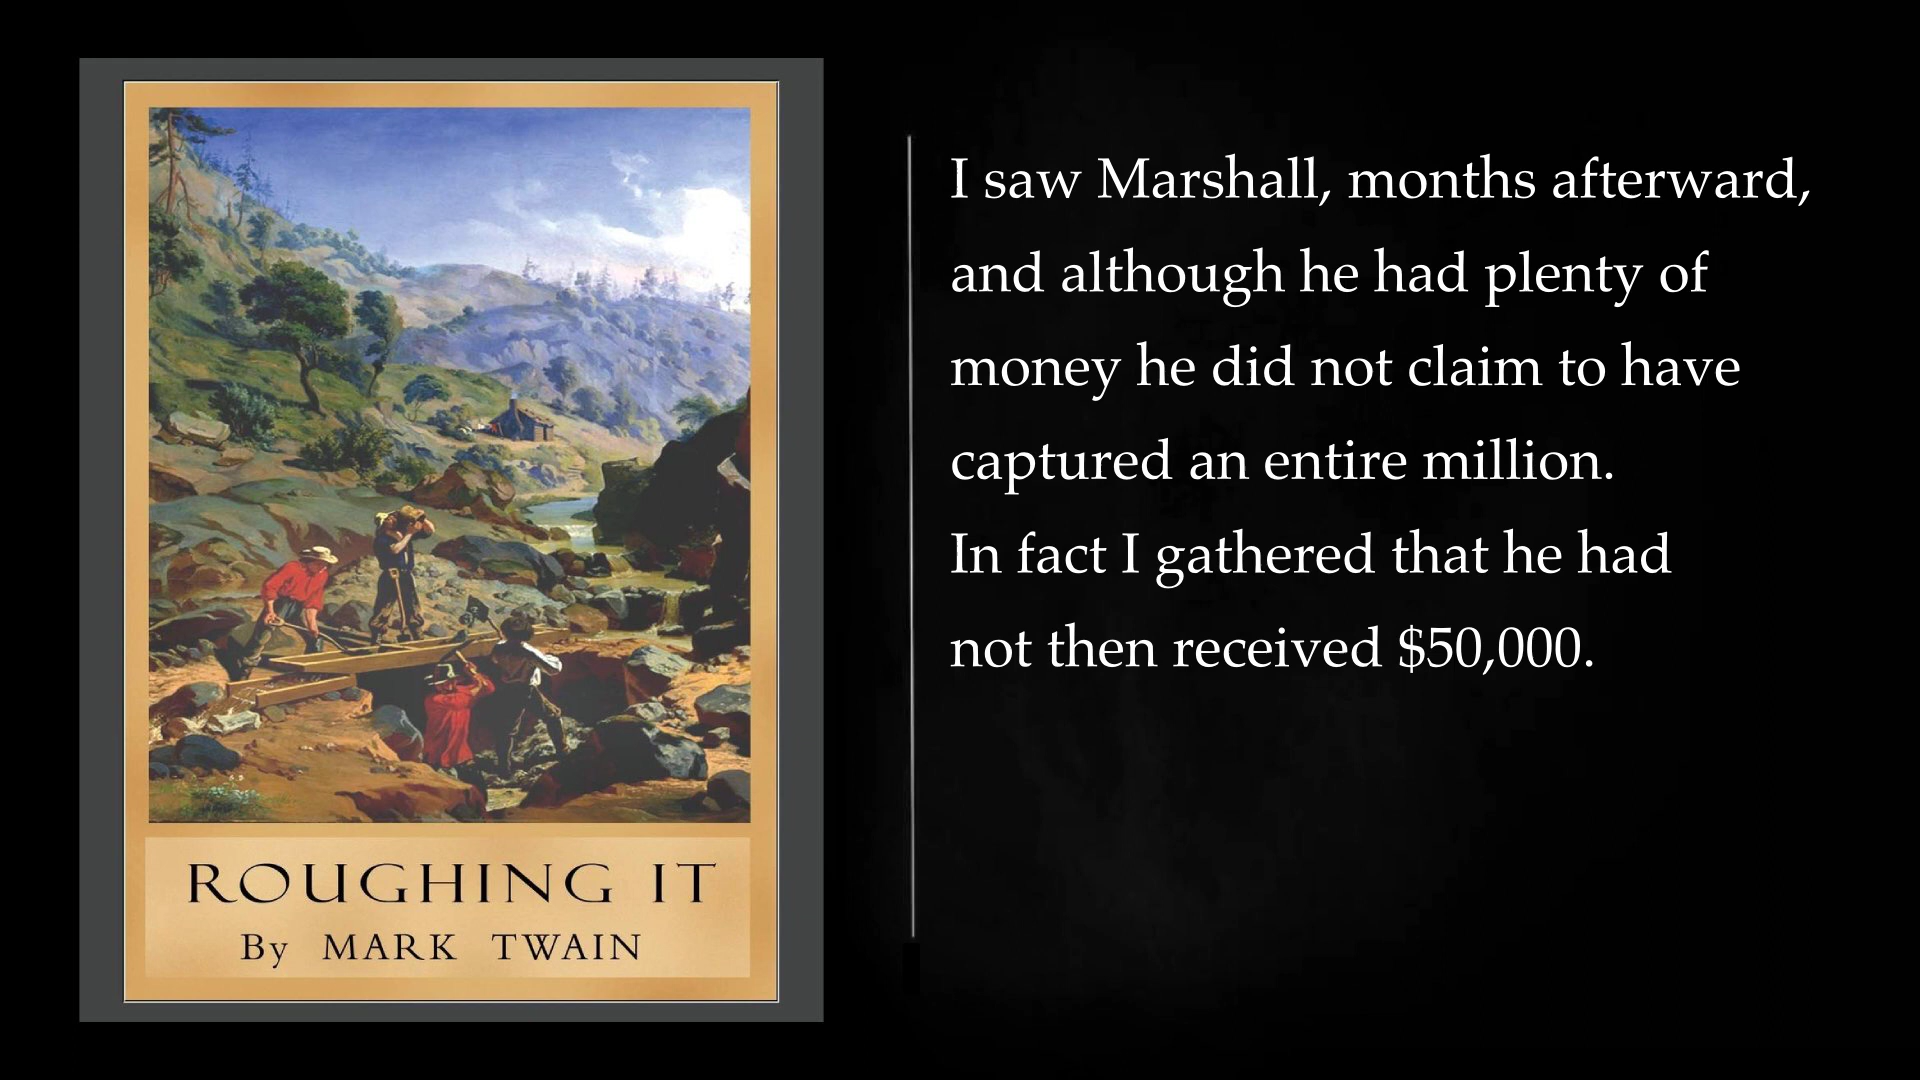 ROUGHING IT
By MARK TWAIN
I saw Marshall, months afterward,
and although he had plenty of
money he did not claim to have
captured an entire million.
In fact I gathered that he had
not then received $50,000.